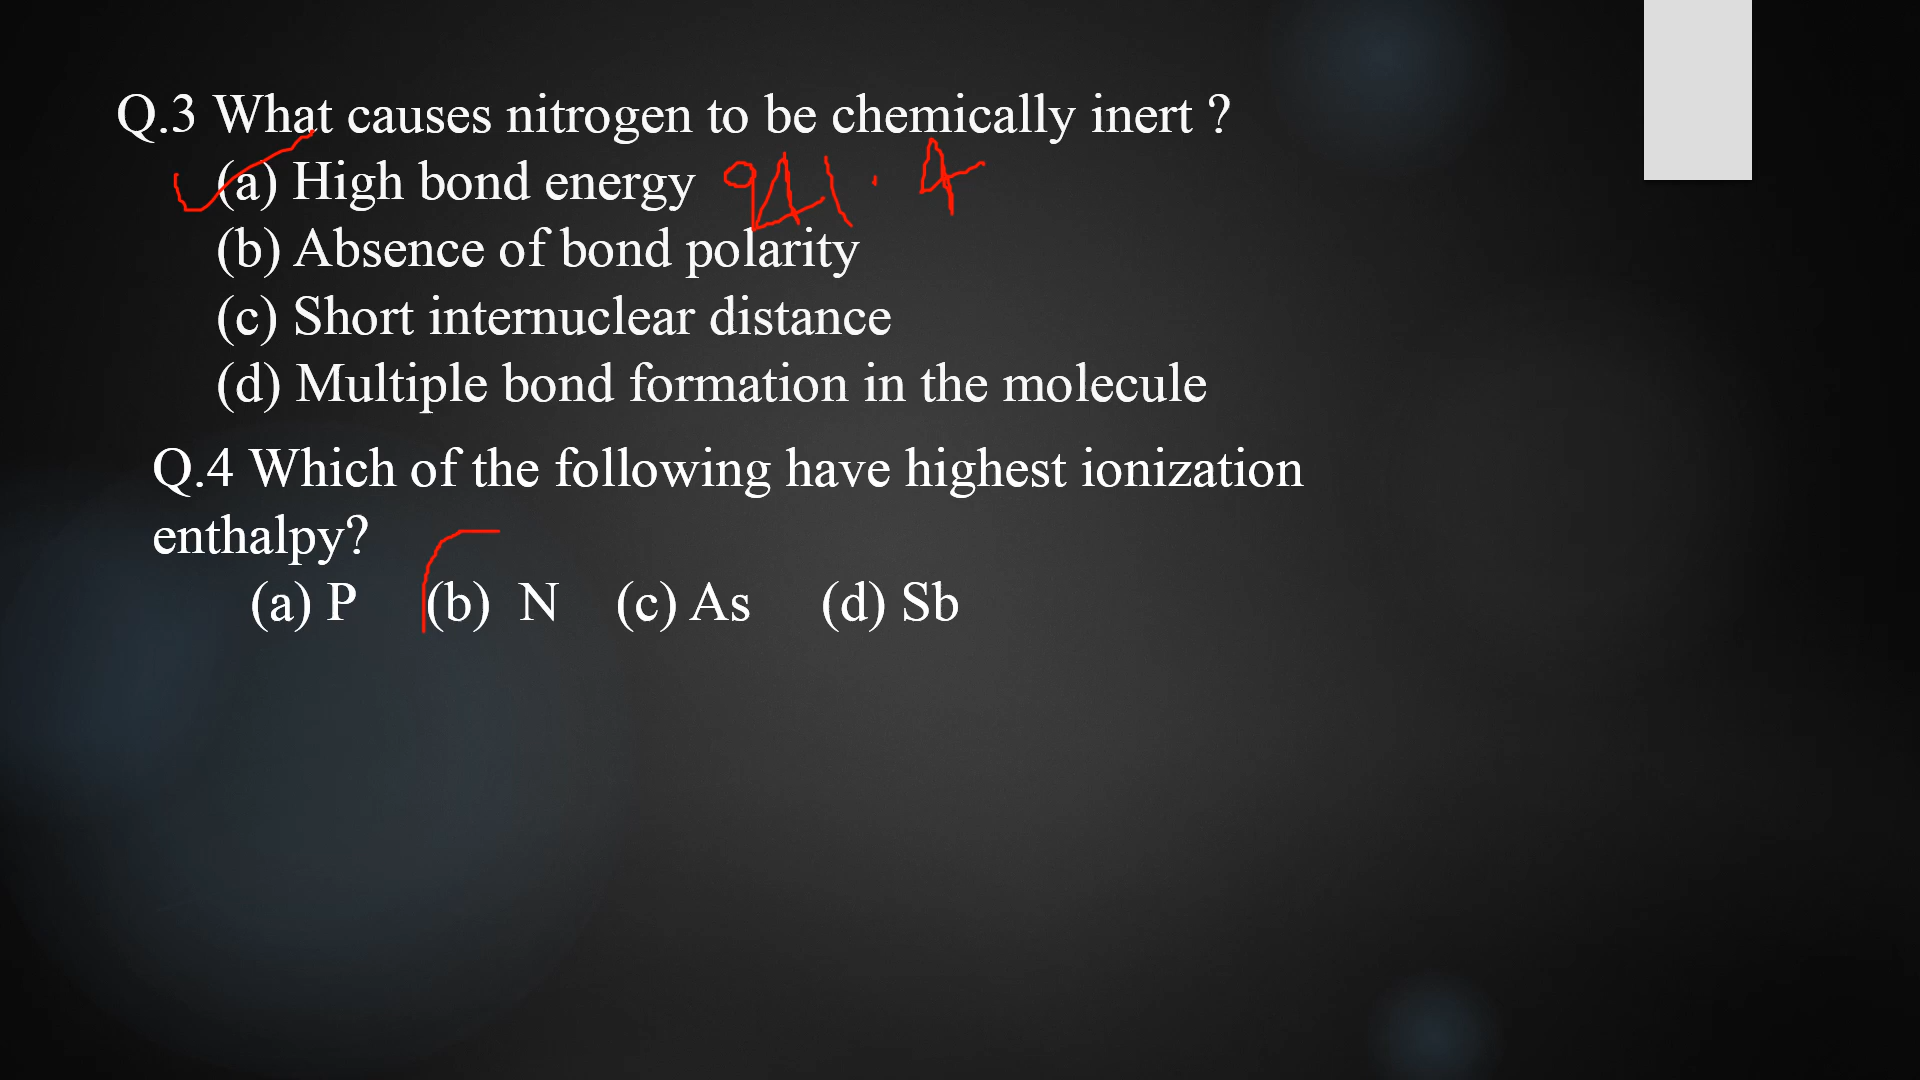 Q.3 What causes nitrogen to be chemically inert ?
(a) High bond energy 941.4
(b) Absence of bond polarity
(c) Short internuclear distance
(d) Multiple bond formation in the molecule
Q.4 Which of the following have highest ionization
enthalpy?
(a) P (b) N (c) As (d) Sb